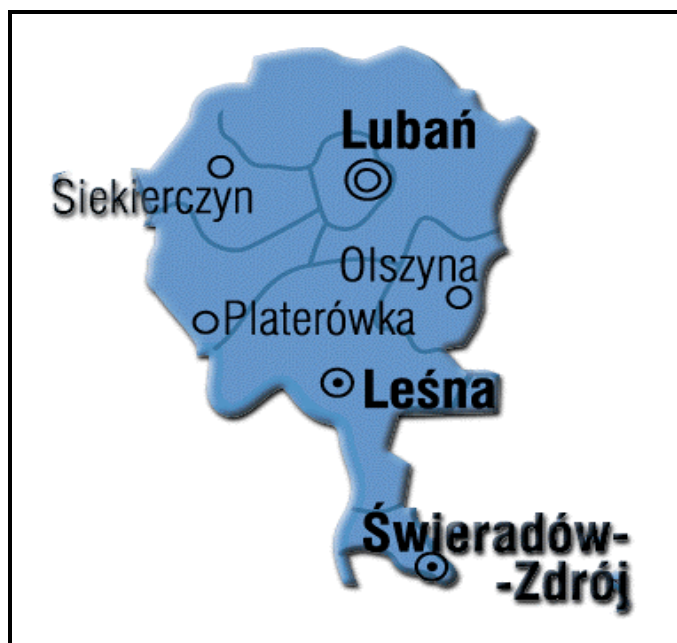 Lubań
Siekierczyn
Olszyna
Platerówka
Leśna
Świeradów-
-Zdrój